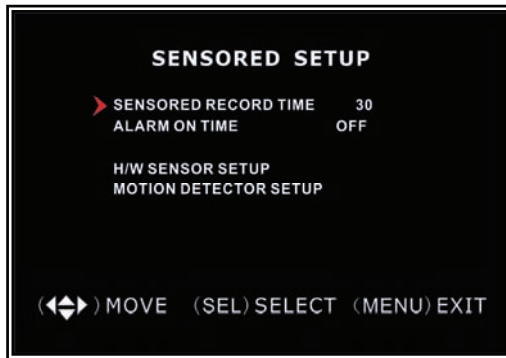 SENSORED SETUP
SENSORED RECORD TIME 30
ALARM ON TIME OFF
H/W SENSOR SETUP
MOTION DETECTOR SETUP
() MOVE (SEL) SELECT (MENU) EXIT